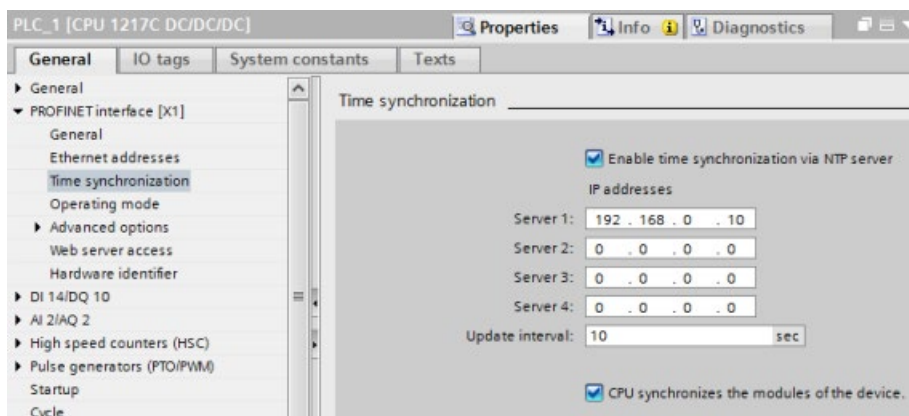 PLC_1 [CPU 1217C DC/DC/DC]
Properties
Info
Diagnostics
General
IO tags
System constants
Texts
General
PROFINET interface [X1]
General
Ethernet addresses
Time synchronization
Operating mode
Advanced options
Web server access
Hardware identifier
DI 14/DQ 10
AI 2/AQ 2
High speed counters (HSC)
Pulse generators (PTO/PWM)
Startup
Cycle
Time synchronization
Enable time synchronization via NTP server
IP addresses
Server 1: 192 . 168 . 0 . 10
Server 2: 0 . 0 . 0 . 0
Server 3: 0 . 0 . 0 . 0
Server 4: 0 . 0 . 0 . 0
Update interval: 10 sec
CPU synchronizes the modules of the device.